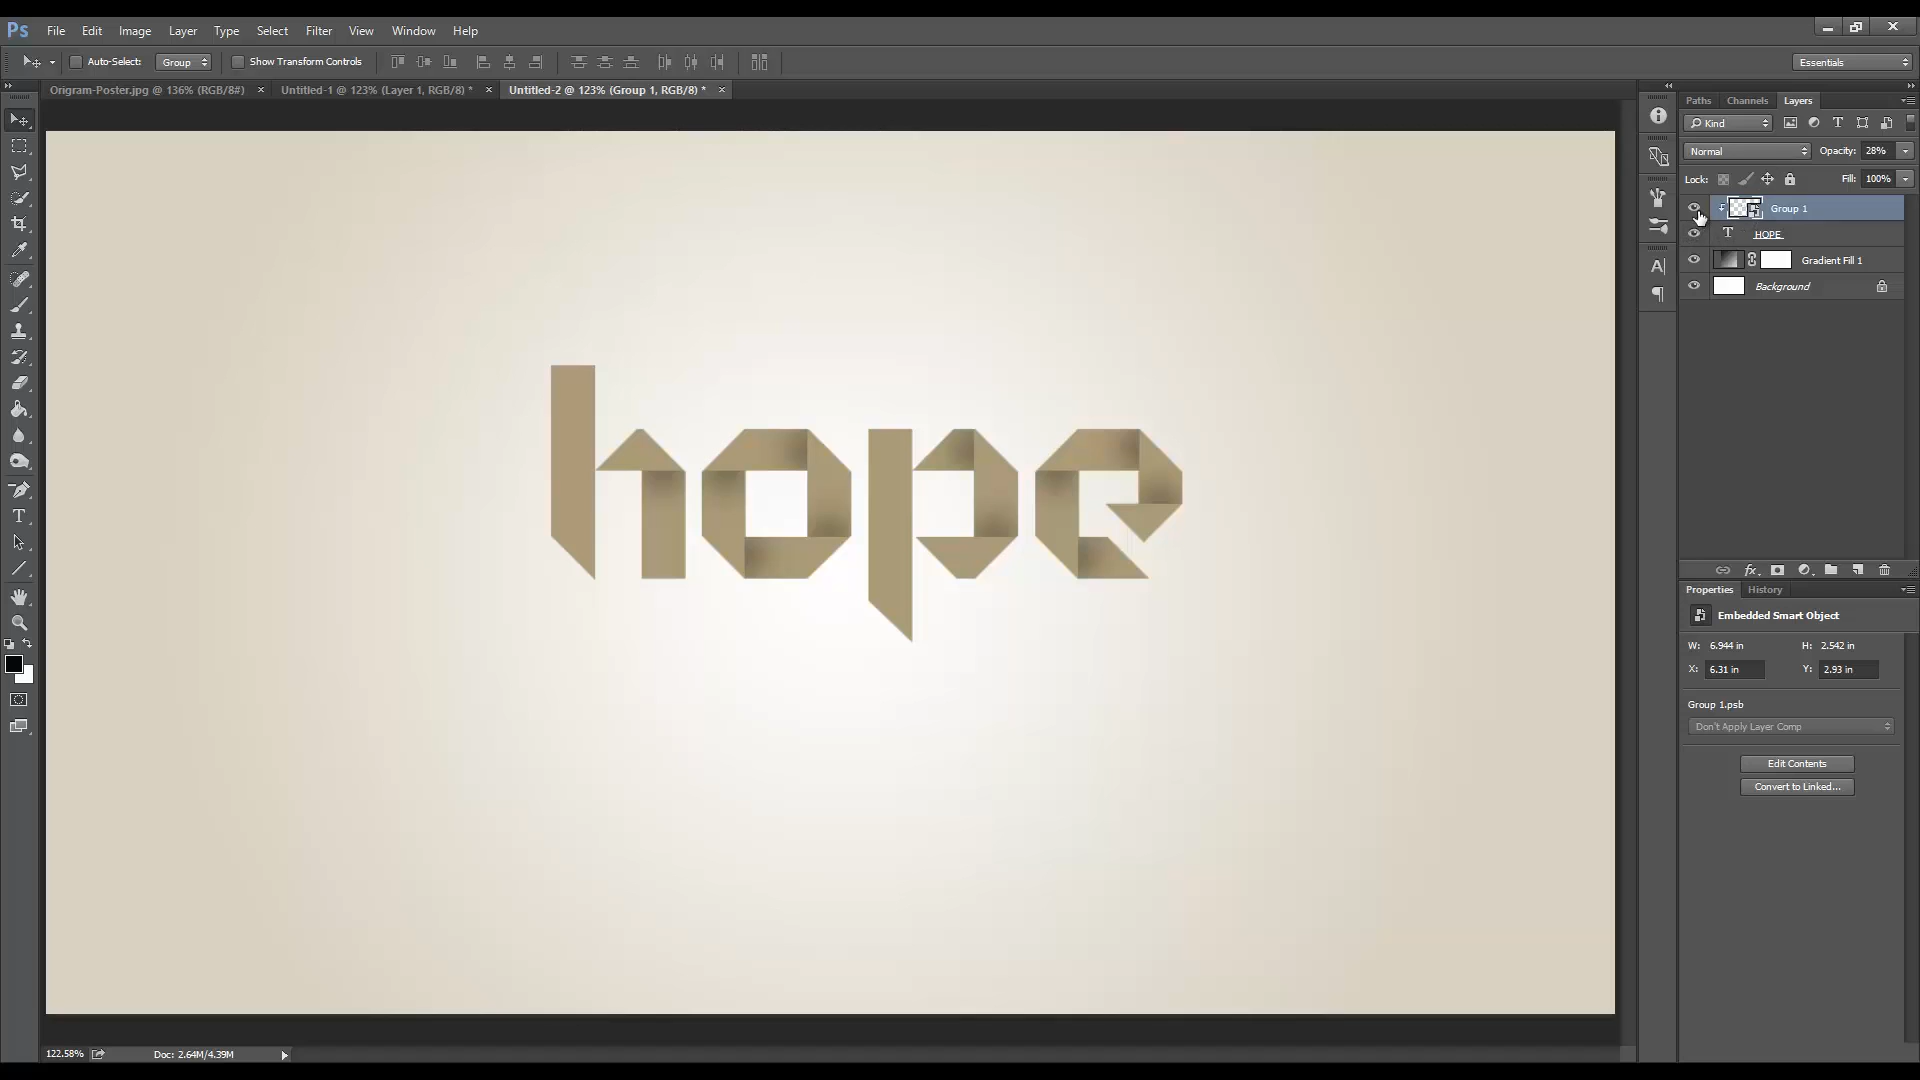 Ps File Edit Image Layer Type Select Filter View Window Help
Auto-Select: Group Show Transform Controls Essentials
Origram-Poster.jpg @ 136% (RGB/8#) × Untitled-1 @ 123% (Layer 1, RGB/8) * × Untitled-2 @ 123% (Group 1, RGB/8) * ×
Paths Channels Layers
Kind
Normal Opacity: 28%
Lock: Fill: 100%
Group 1
T HOPE
Gradient Fill 1
Background
hope
fx
Properties History
Embedded Smart Object
W: 6.944 in H: 2.542 in
X: 6.31 in Y: 2.93 in
Group 1.psb
Don't Apply Layer Comp
Edit Contents
Convert to Linked...
122.58% Doc: 2.64M/4.39M